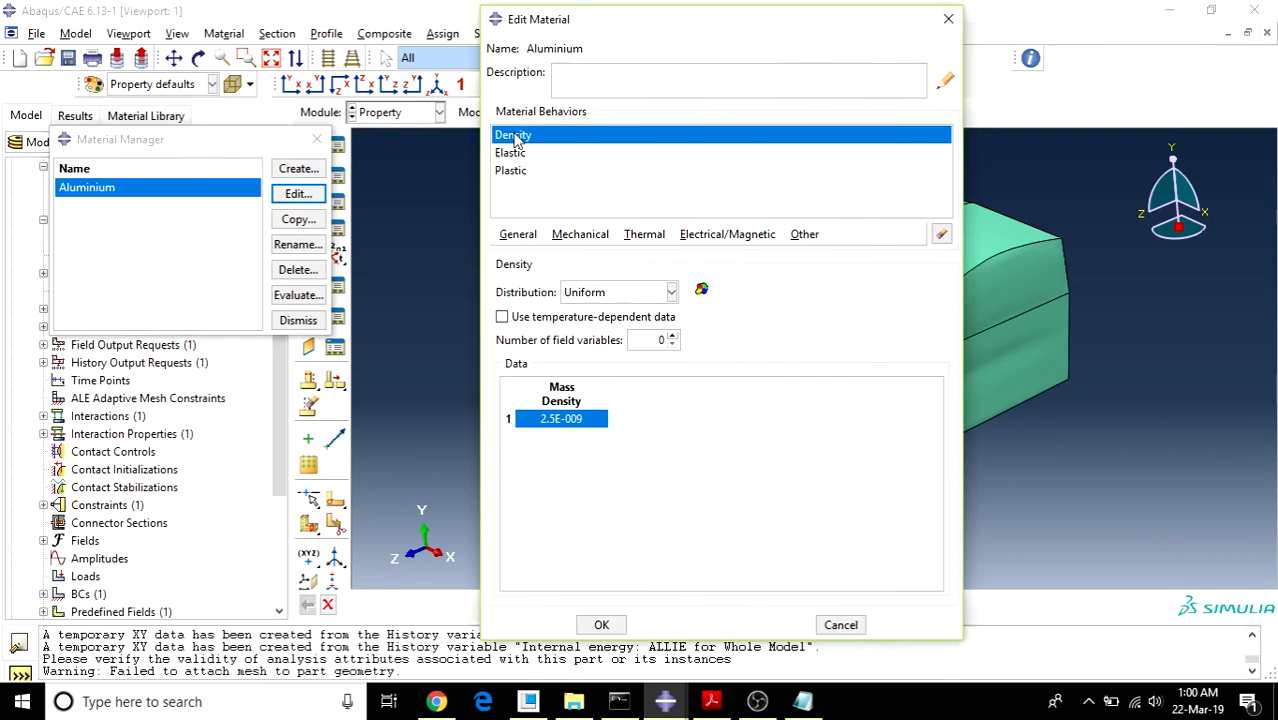 Abaqus/CAE 6.13-1 [Viewport: 1]
File Model Viewport View Material Section Profile Composite Assign
All
Property defaults
1
Model Results Material Library
Module: Property
Material Manager
Name
Aluminium
Create...
Edit...
Copy...
Rename...
Delete...
Evaluate...
Dismiss
Field Output Requests (1)
History Output Requests (1)
Time Points
ALE Adaptive Mesh Constraints
Interactions (1)
Interaction Properties (1)
Contact Controls
Contact Initializations
Contact Stabilizations
Constraints (1)
Connector Sections
Fields
Amplitudes
Loads
BCs (1)
Predefined Fields (1)
(XYZ)
Edit Material
Name: Aluminium
Description:
Material Behaviors
Density
Elastic
Plastic
General Mechanical Thermal Electrical/Magnetic Other
Density
Distribution: Uniform
Use temperature-dependent data
Number of field variables: 0
Data
Mass
Density
1 2.5E-009
OK Cancel
Y
Z X
Y
Z X
SIMULIA
A temporary XY data has been created from the History varia
A temporary XY data has been created from the History variable "Internal energy: ALLIE for Whole Model".
Please verify the validity of analysis attributes associated with this part or its instances
Warning: Failed to attach mesh to part geometry.
>>>
Type here to search
1:00 AM
22-Mar-19